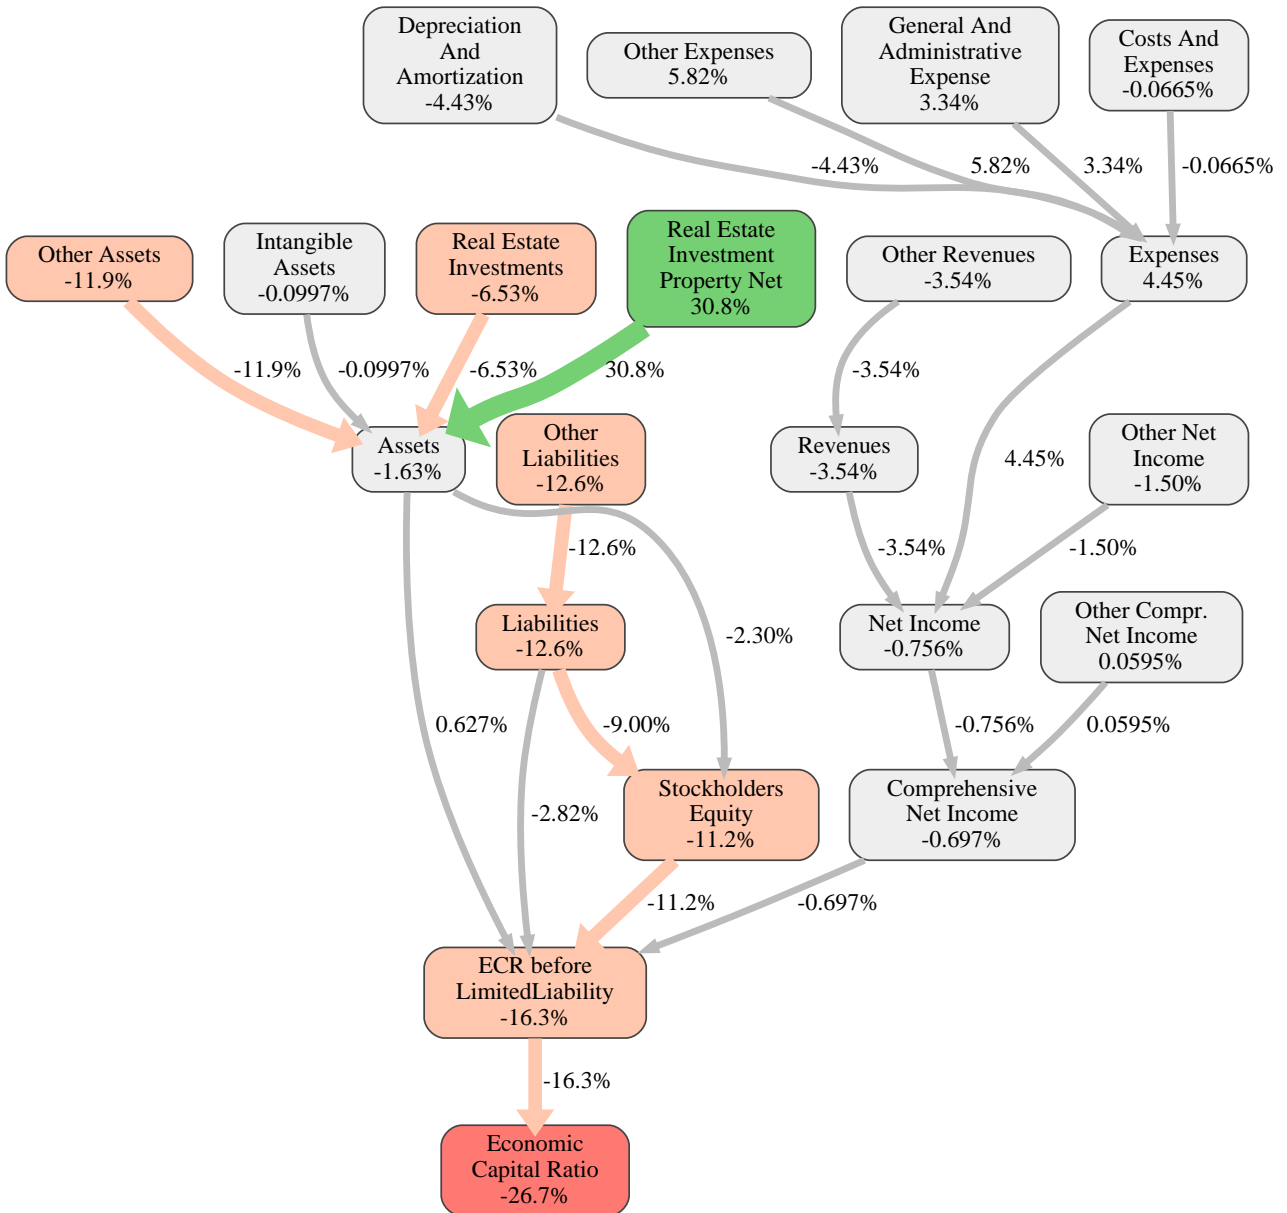 Depreciation
And
Amortization
-4.43%
Other Expenses
5.82%
General And
Administrative
Expense
3.34%
Costs And
Expenses
-0.0665%
-4.43%
5.82%
3.34%
-0.0665%
Other Assets
-11.9%
Intangible
Assets
-0.0997%
Real Estate
Investments
-6.53%
Real Estate
Investment
Property Net
30.8%
Other Revenues
-3.54%
Expenses
4.45%
-11.9%
-0.0997%
-6.53%
30.8%
-3.54%
4.45%
Assets
-1.63%
Other
Liabilities
-12.6%
Revenues
-3.54%
Other Net
Income
-1.50%
-12.6%
-3.54%
-1.50%
Liabilities
-12.6%
-2.30%
Net Income
-0.756%
Other Compr.
Net Income
0.0595%
0.627%
-9.00%
-0.756%
0.0595%
-2.82%
Stockholders
Equity
-11.2%
Comprehensive
Net Income
-0.697%
-11.2%
-0.697%
ECR before
LimitedLiability
-16.3%
-16.3%
Economic
Capital Ratio
-26.7%